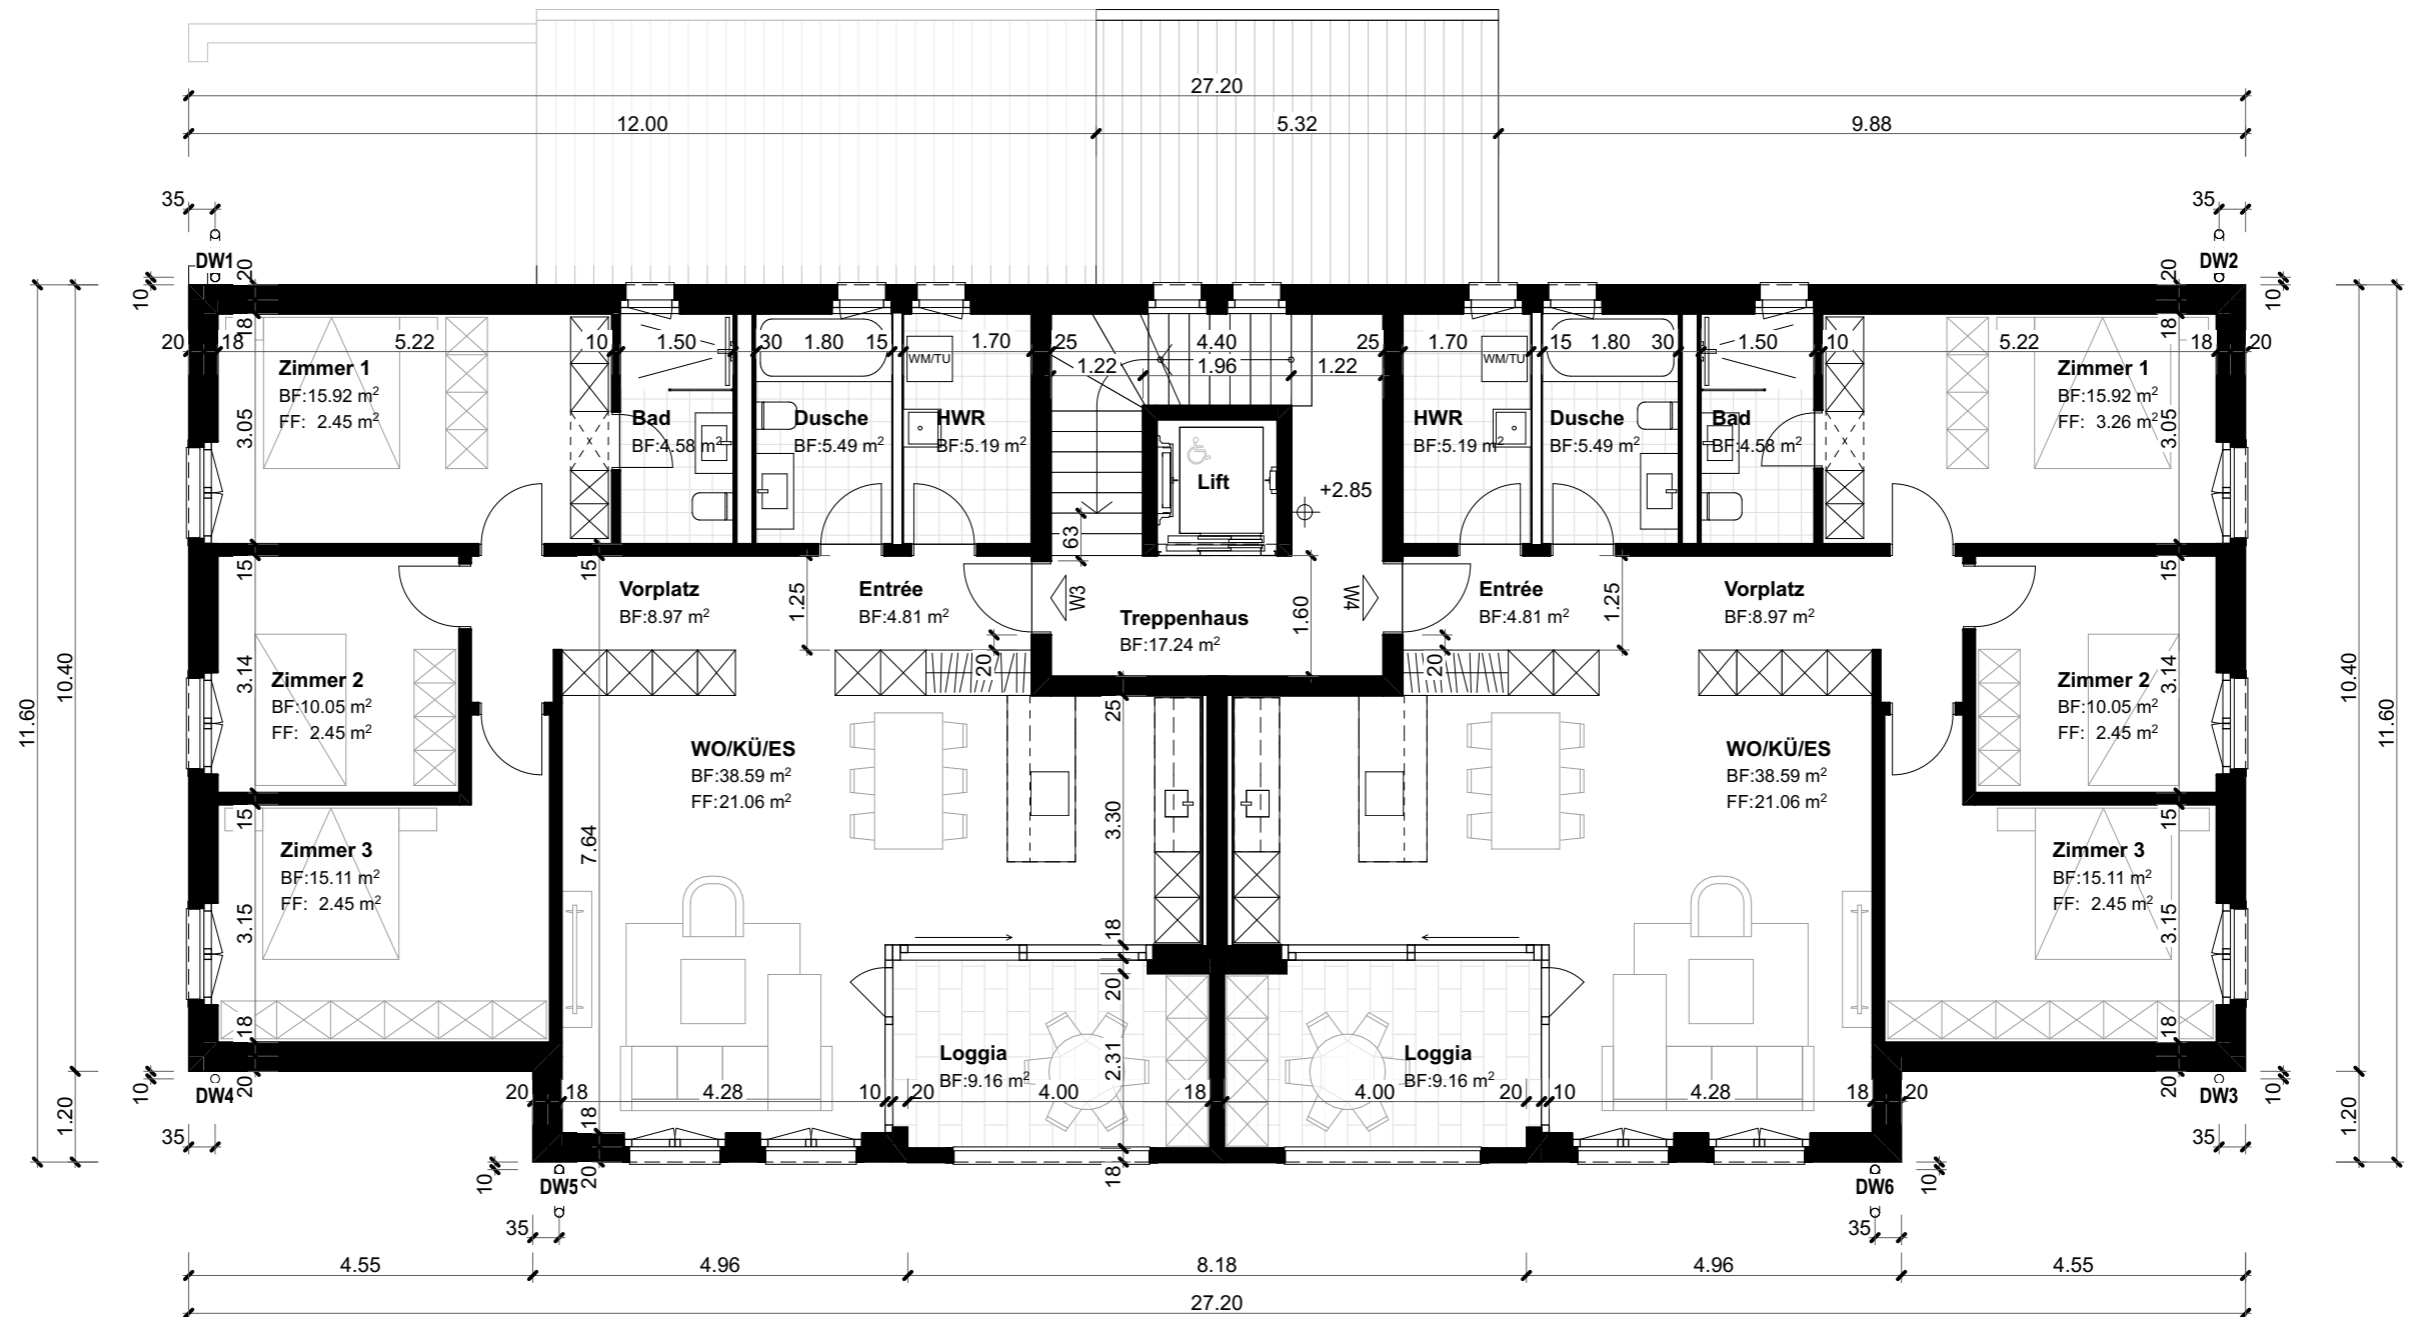 27.20
12.00 5.32 9.88
35 35
DW1 DW2
20 20
10 10
18 18
20 18 5.22 10 1.50 30 1.80 15 1.70 25 4.40 25 1.70 15 1.80 30 1.50 10 5.22 18 20
1.22 1.96 1.22
WM/TU WM/TU
Zimmer 1
BF:15.92 m²
FF: 2.45 m²
3.05
Bad
BF:4.58 m²
Dusche
BF:5.49 m²
HWR
BF:5.19 m²
Lift
+2.85
63
HWR
BF:5.19 m²
Dusche
BF:5.49 m²
Bad
BF:4.58 m²
Zimmer 1
BF:15.92 m²
FF: 3.26 m²
3.05
15 15 15
Vorplatz
BF:8.97 m²
1.25
Entrée
BF:4.81 m²
W3
Treppenhaus
BF:17.24 m²
1.60
W4
Entrée
BF:4.81 m²
1.25
Vorplatz
BF:8.97 m²
20 20
11.60 10.40 10.40 11.60
Zimmer 2
BF:10.05 m²
FF: 2.45 m²
3.14
WO/KÜ/ES
BF:38.59 m²
FF:21.06 m²
25
WO/KÜ/ES
BF:38.59 m²
FF:21.06 m²
Zimmer 2
BF:10.05 m²
FF: 2.45 m²
3.14
15 15
7.64
3.30
Zimmer 3
BF:15.11 m²
FF: 2.45 m²
3.15
Zimmer 3
BF:15.11 m²
FF: 2.45 m²
3.15
18
20
18 18
Loggia
BF:9.16 m²
2.31
Loggia
BF:9.16 m²
10 DW4 20 20 DW3 10
1.20 1.20
20 18 4.28 10 20 4.00 18 4.00 20 10 4.28 18 20
18
35 35
10 DW5 20 18 DW6 10
35 35
4.55 4.96 8.18 4.96 4.55
27.20